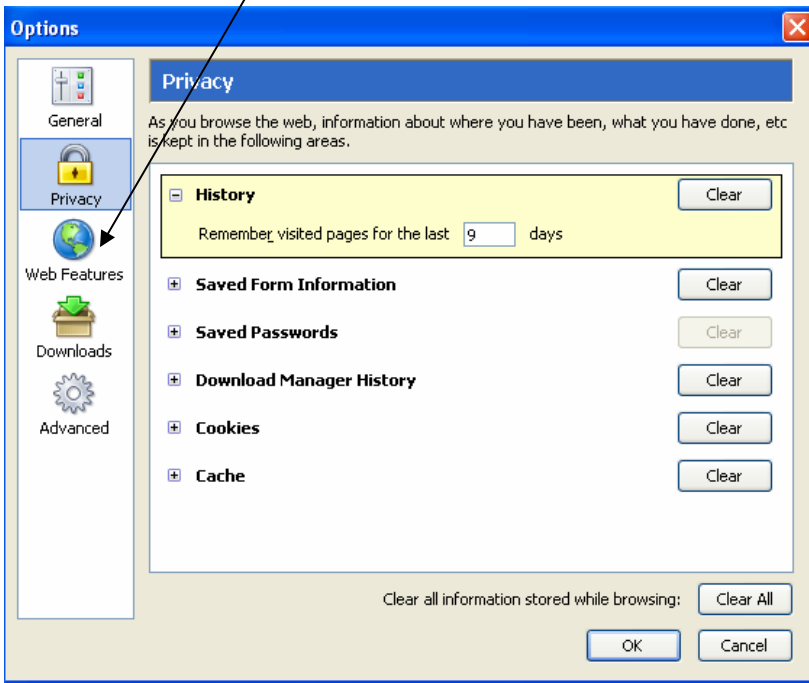 Options
General
Privacy
Web Features
Downloads
Advanced
Privacy
As you browse the web, information about where you have been, what you have done, etc
is kept in the following areas.
History Clear
Remember visited pages for the last 9 days
Saved Form Information Clear
Saved Passwords Clear
Download Manager History Clear
Cookies Clear
Cache Clear
Clear all information stored while browsing: Clear All
OK Cancel